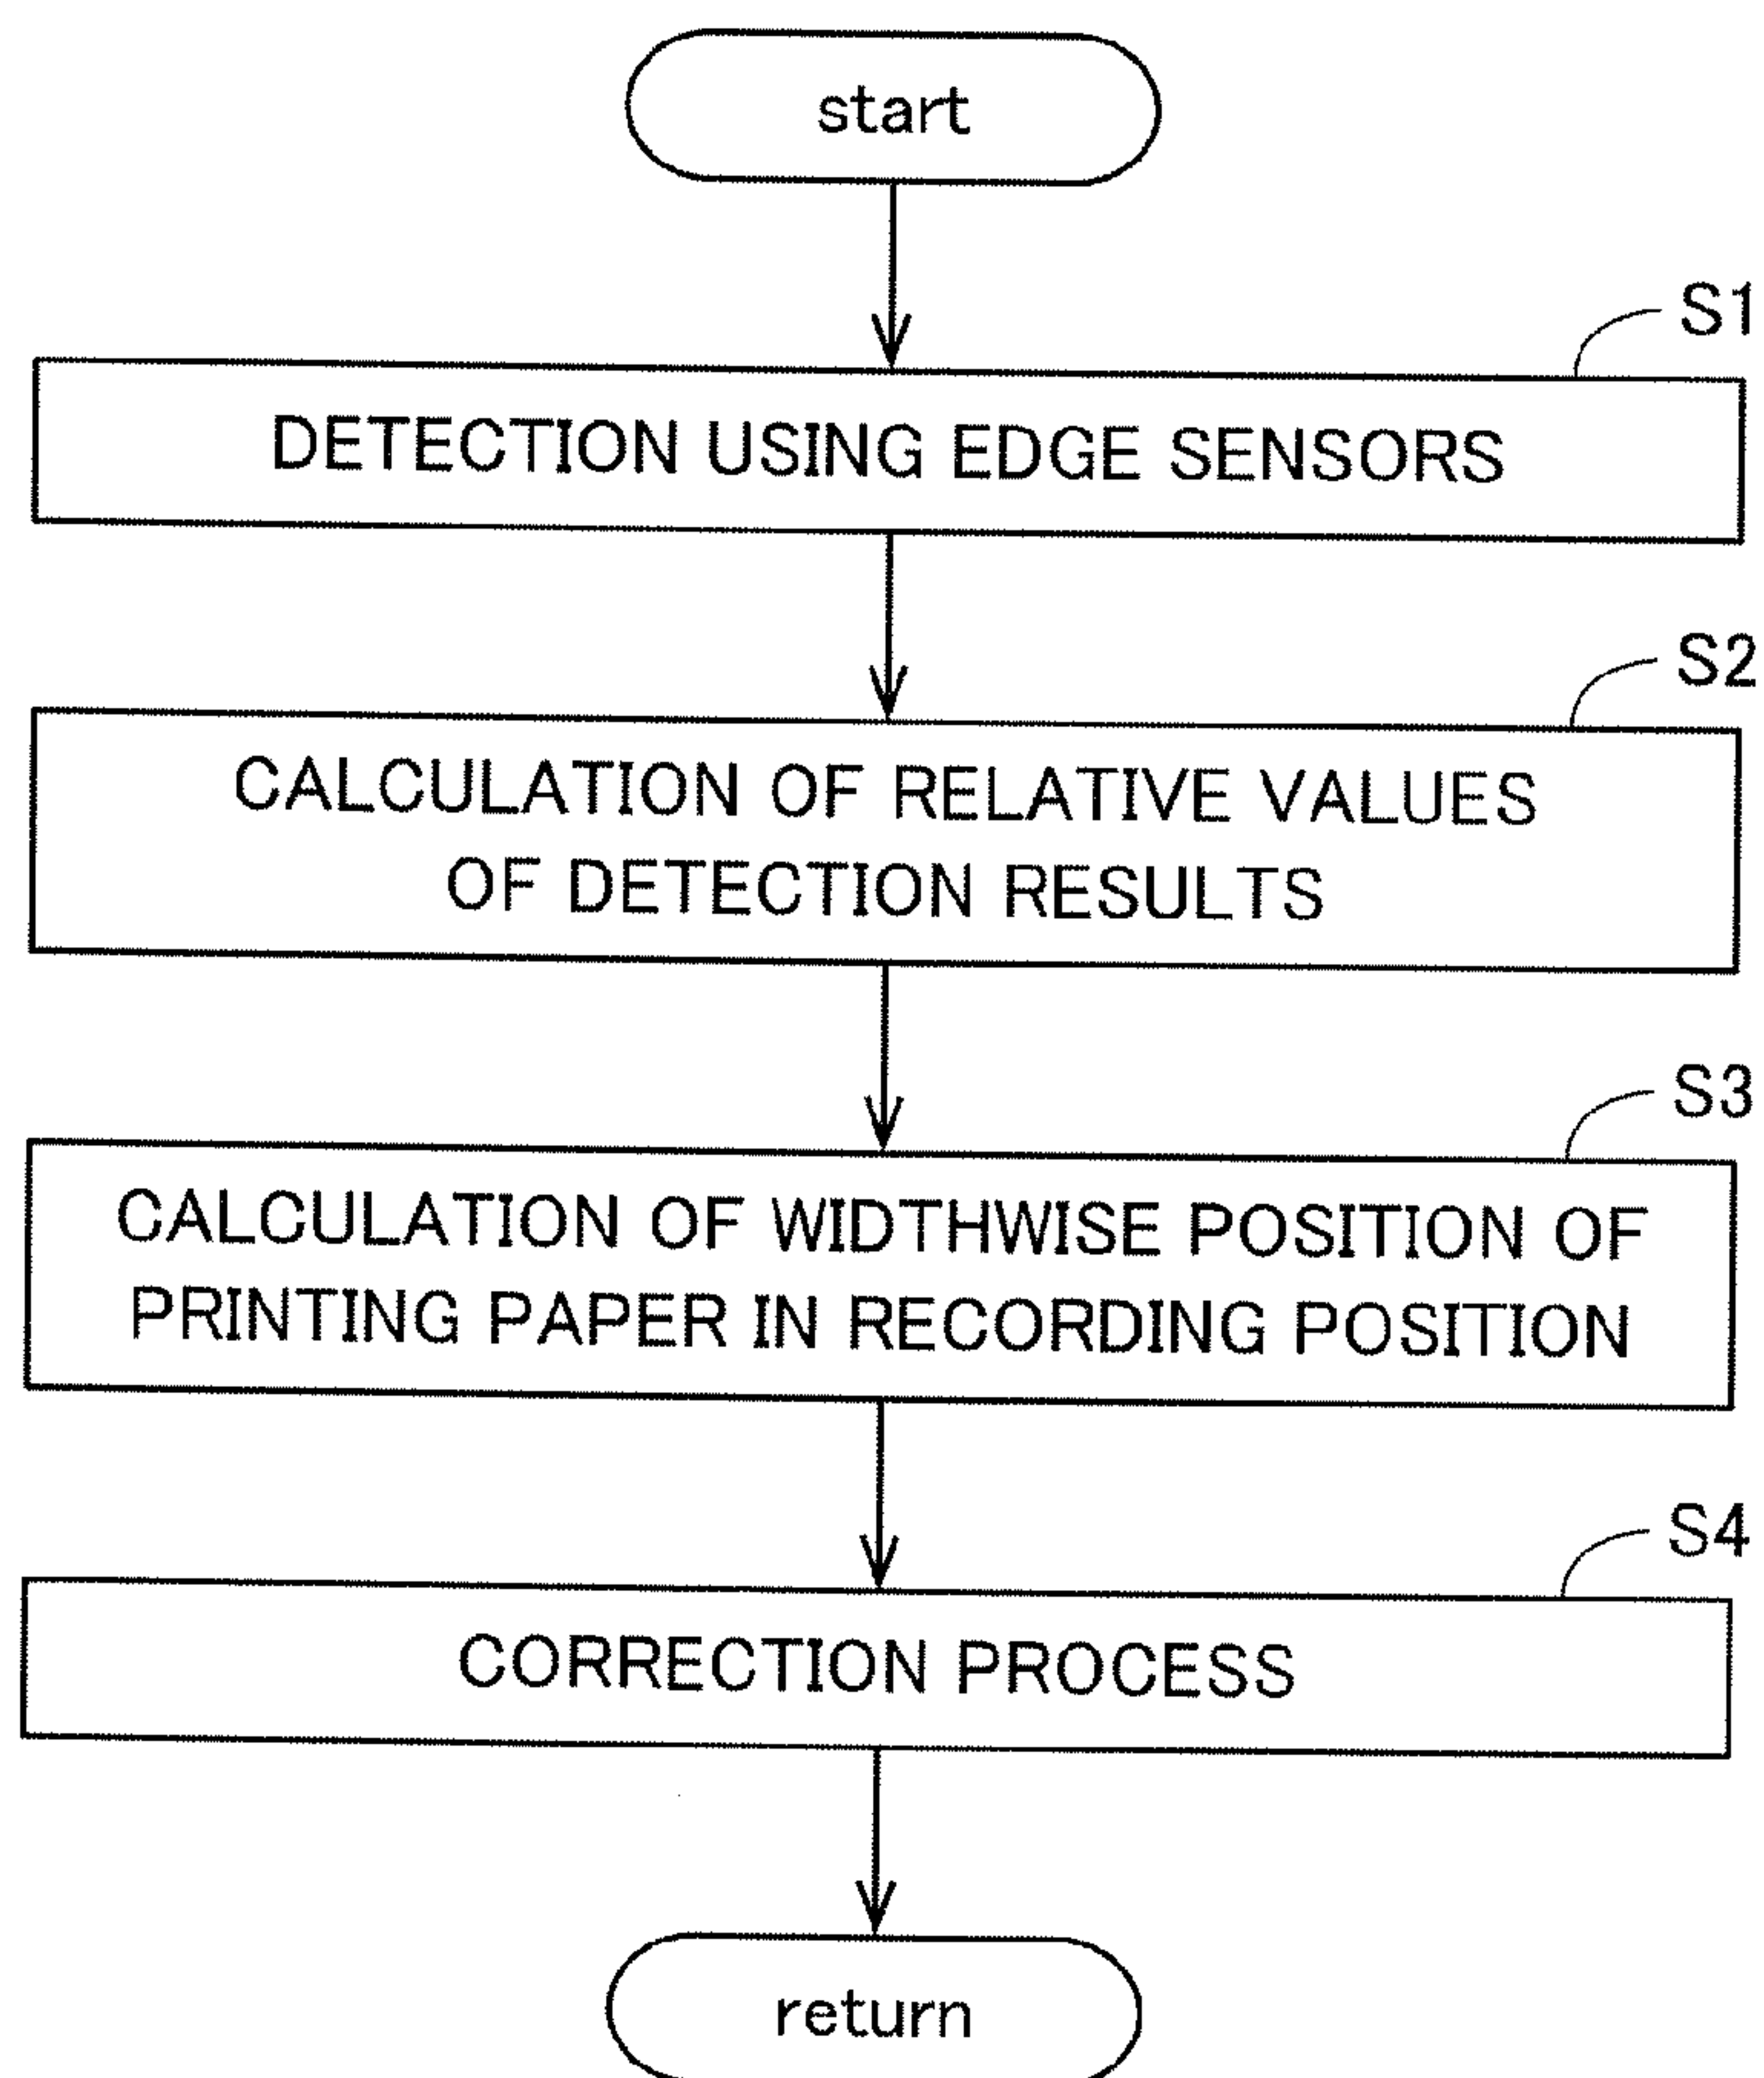 start
S1
DETECTION USING EDGE SENSORS
S2
CALCULATION OF RELATIVE VALUES
OF DETECTION RESULTS
S3
CALCULATION OF WIDTHWISE POSITION OF
PRINTING PAPER IN RECORDING POSITION
S4
CORRECTION PROCESS
return